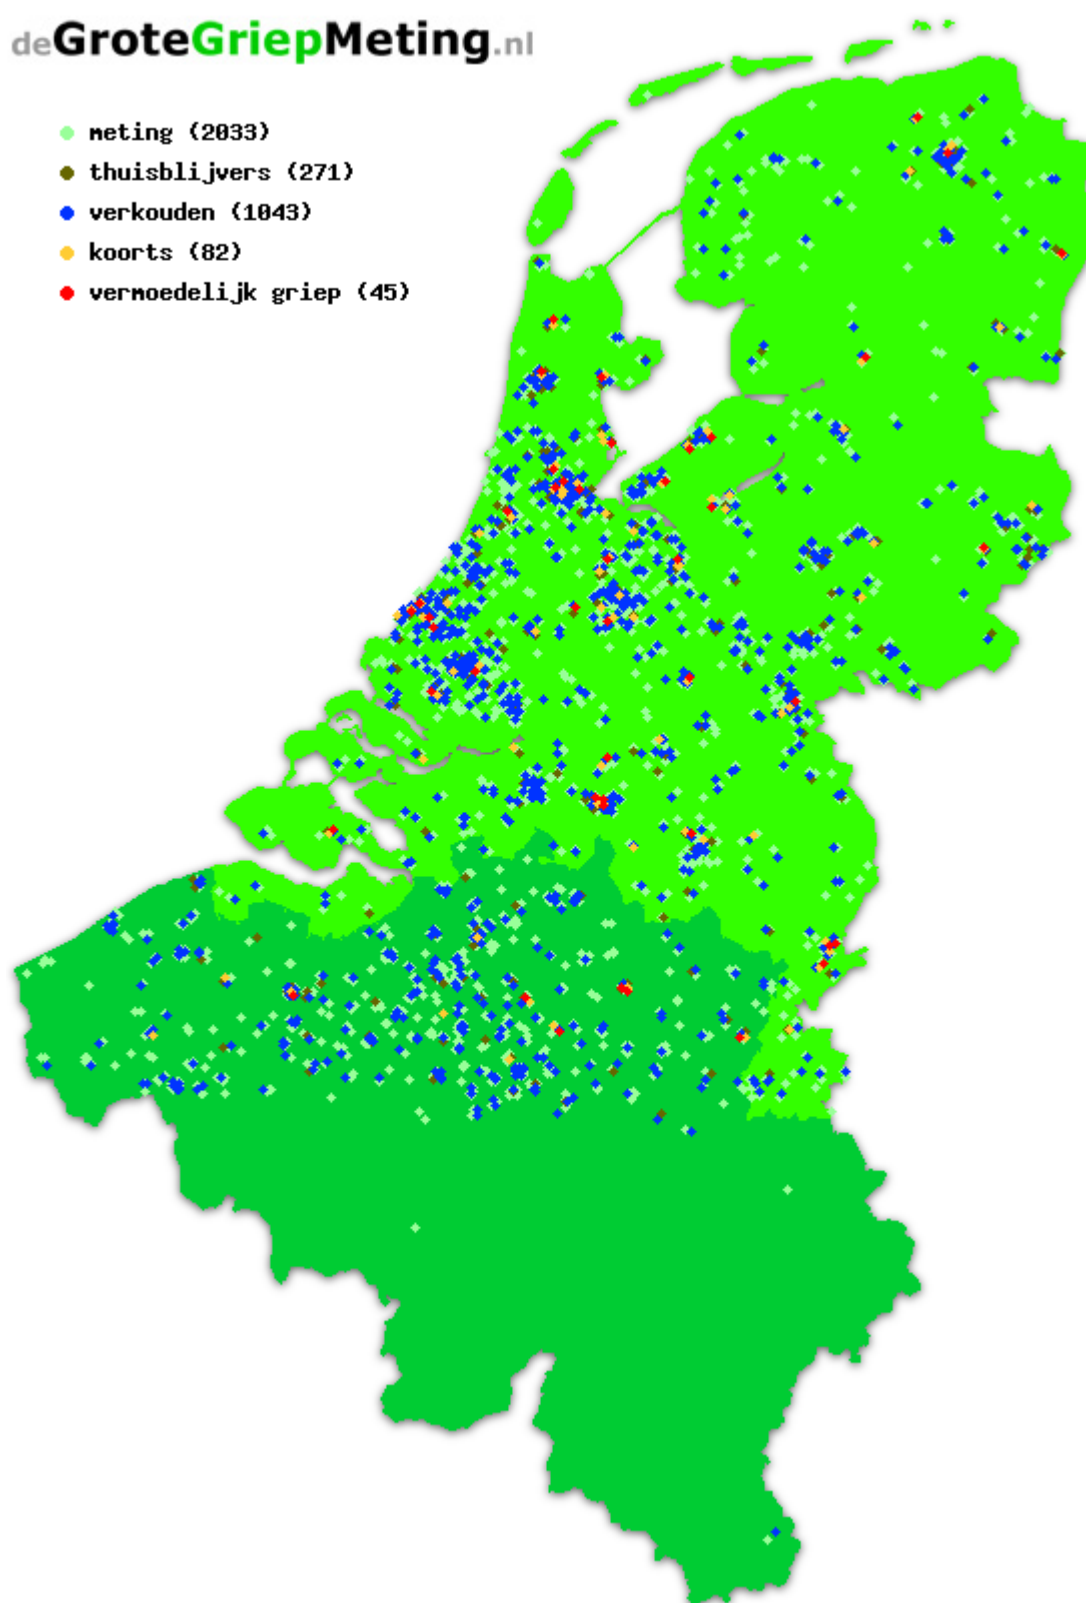 deGroteGriepMeting.nl
meting (2033)
thuisblijvers (271)
verkouden (1043)
koorts (82)
vermoedelijk griep (45)